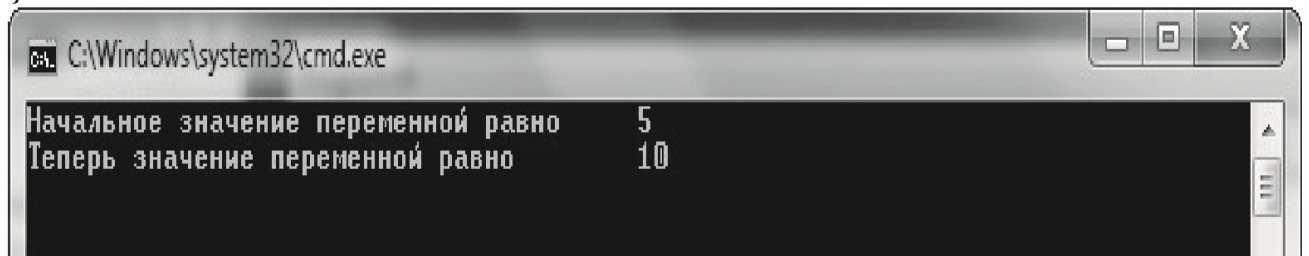 C:\Windows\system32\cmd.exe
Начальное значение переменной равно 5
Теперь значение переменной равно 10